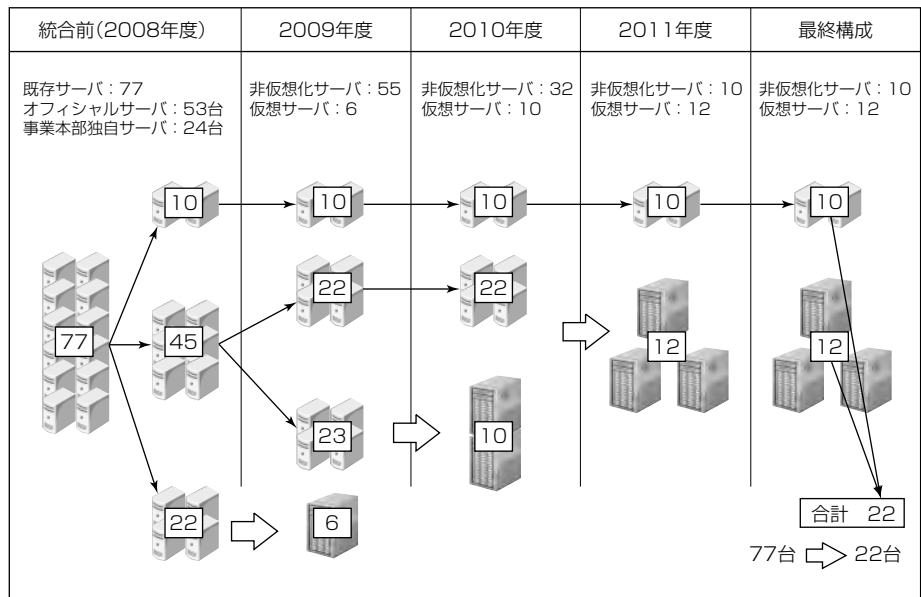 統合前(2008年度)
2009年度
2010年度
2011年度
最終構成
既存サーバ：77
オフィシャルサーバ：53台
事業本部独自サーバ：24台
非仮想化サーバ：55
仮想サーバ：6
非仮想化サーバ：32
仮想サーバ：10
非仮想化サーバ：10
仮想サーバ：12
非仮想化サーバ：10
仮想サーバ：12
10
10
10
10
10
22
22
77
45
12
12
23
10
22
6
合計 22
77台
22台